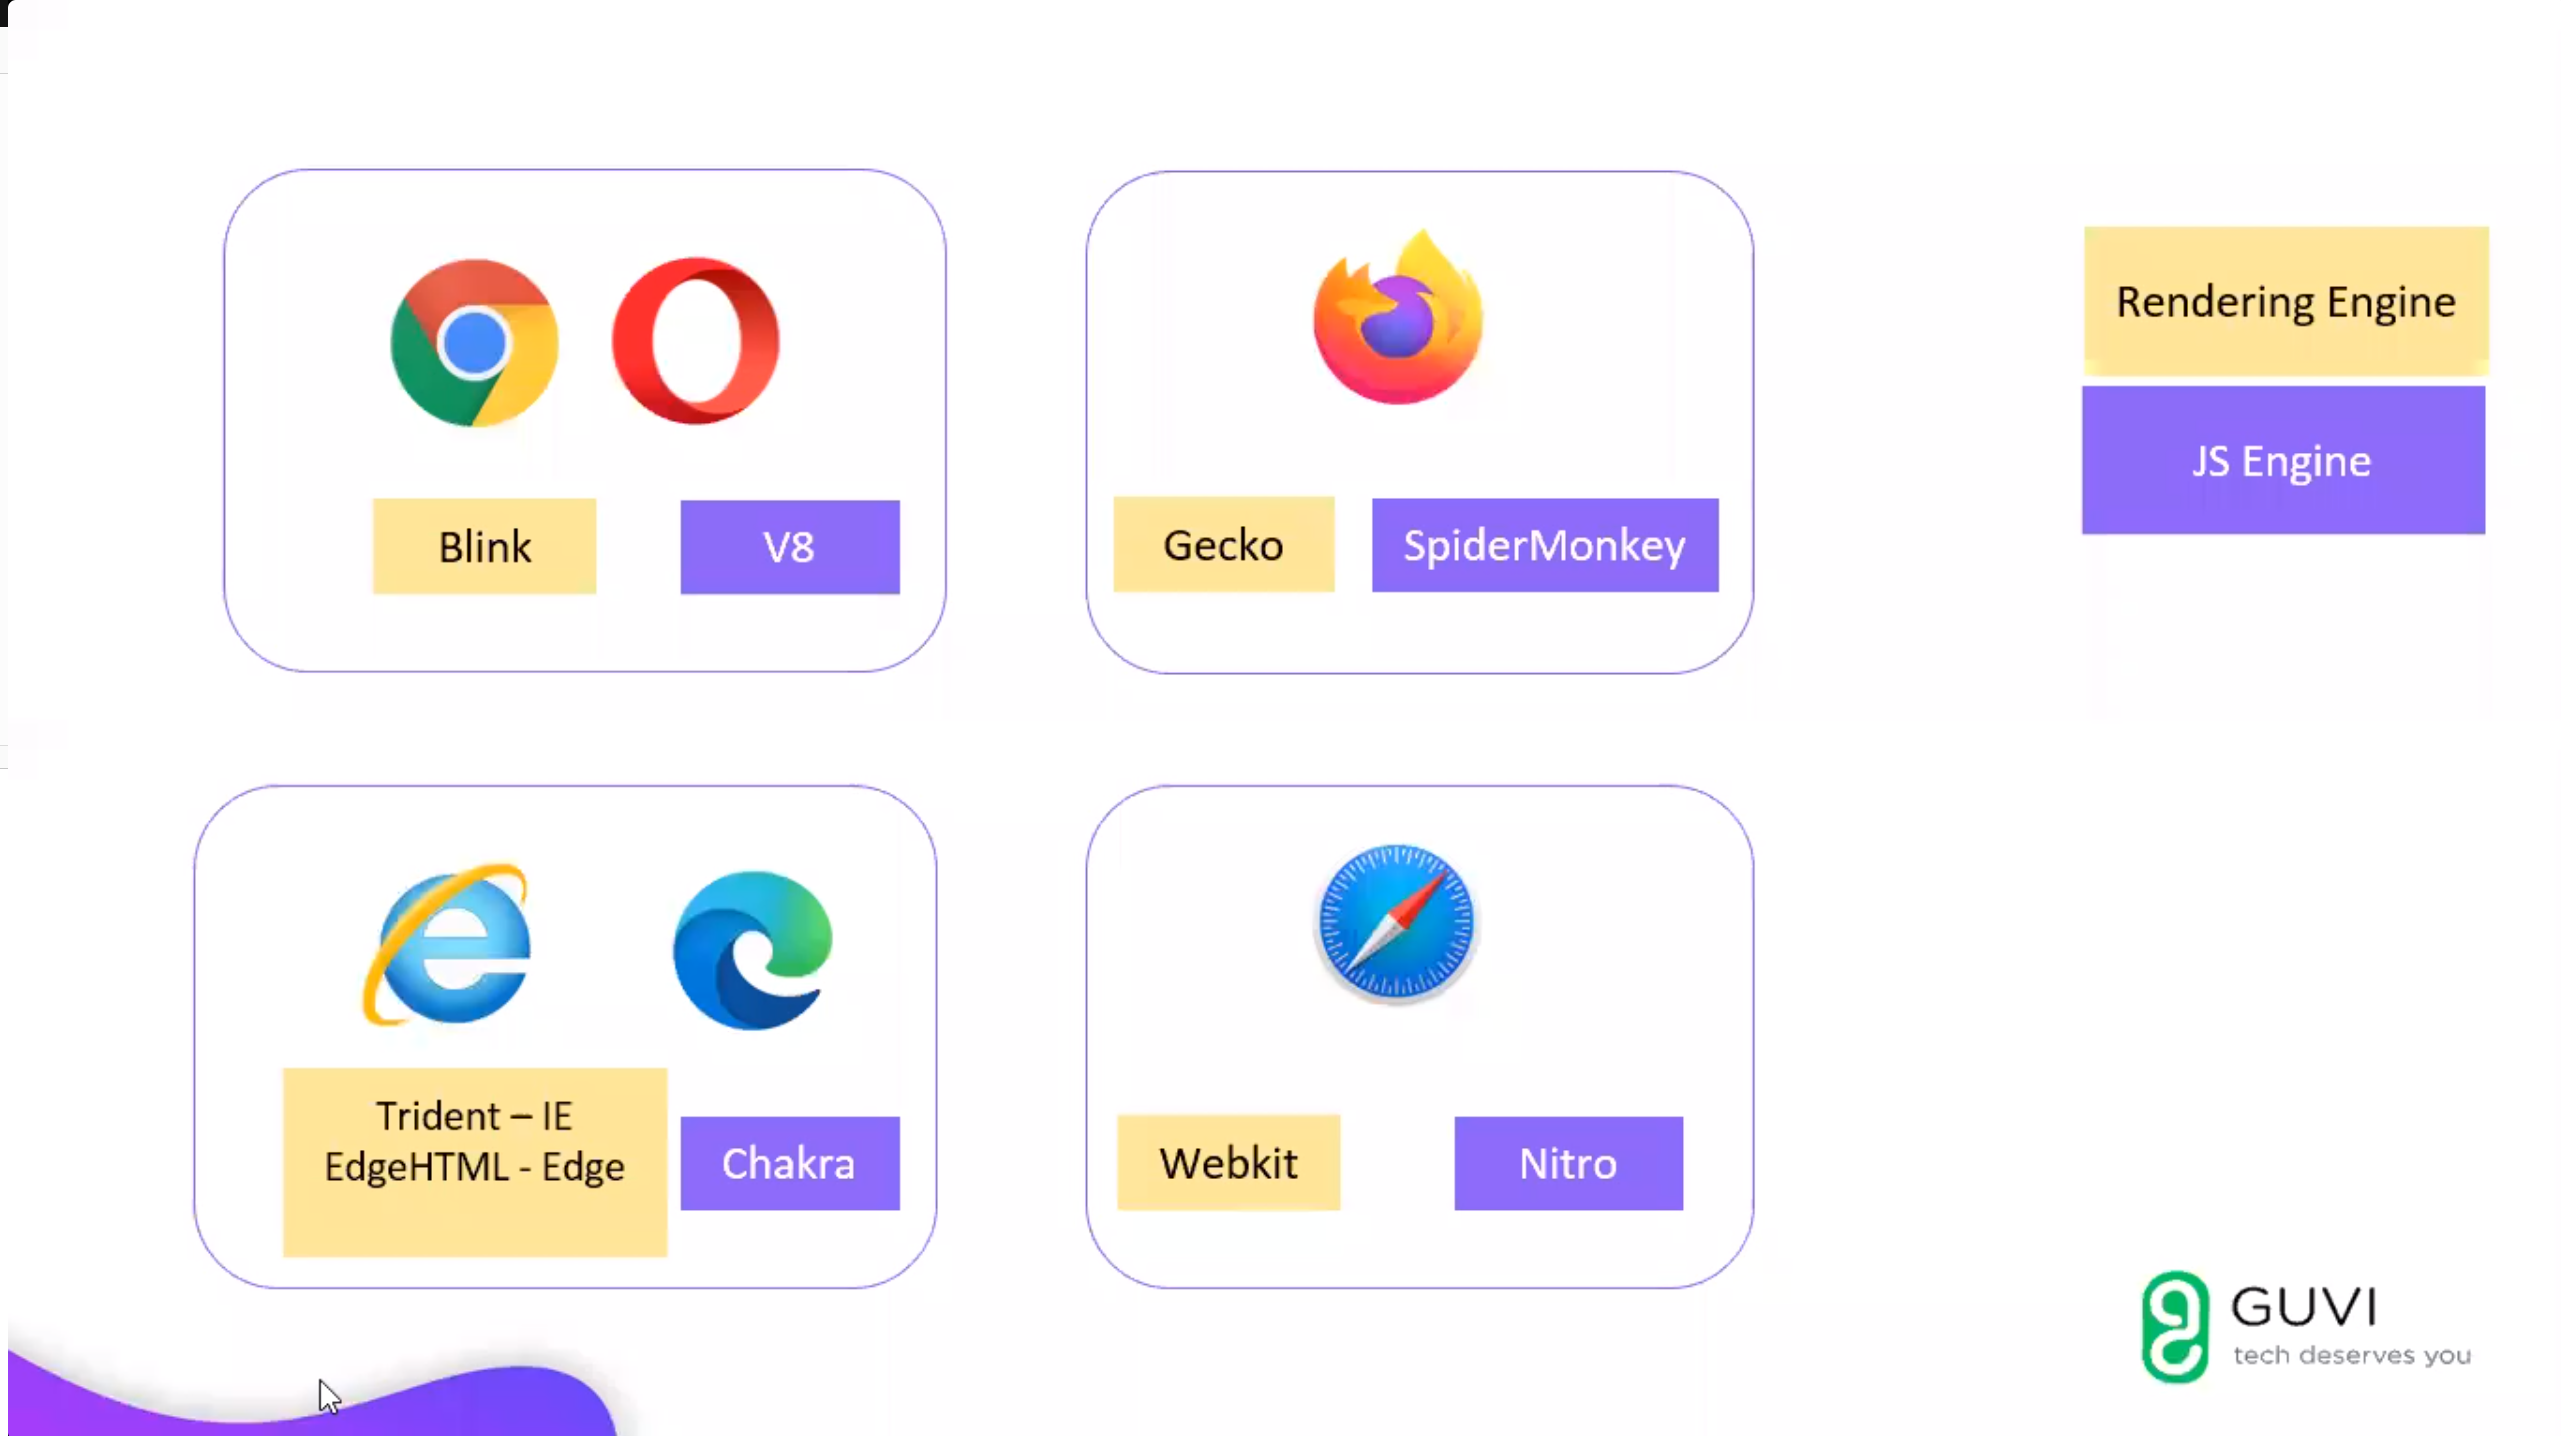 Blink
V8
Gecko
SpiderMonkey
Rendering Engine
JS Engine
Trident – IE
EdgeHTML - Edge
Chakra
Webkit
Nitro
GUVI
tech deserves you